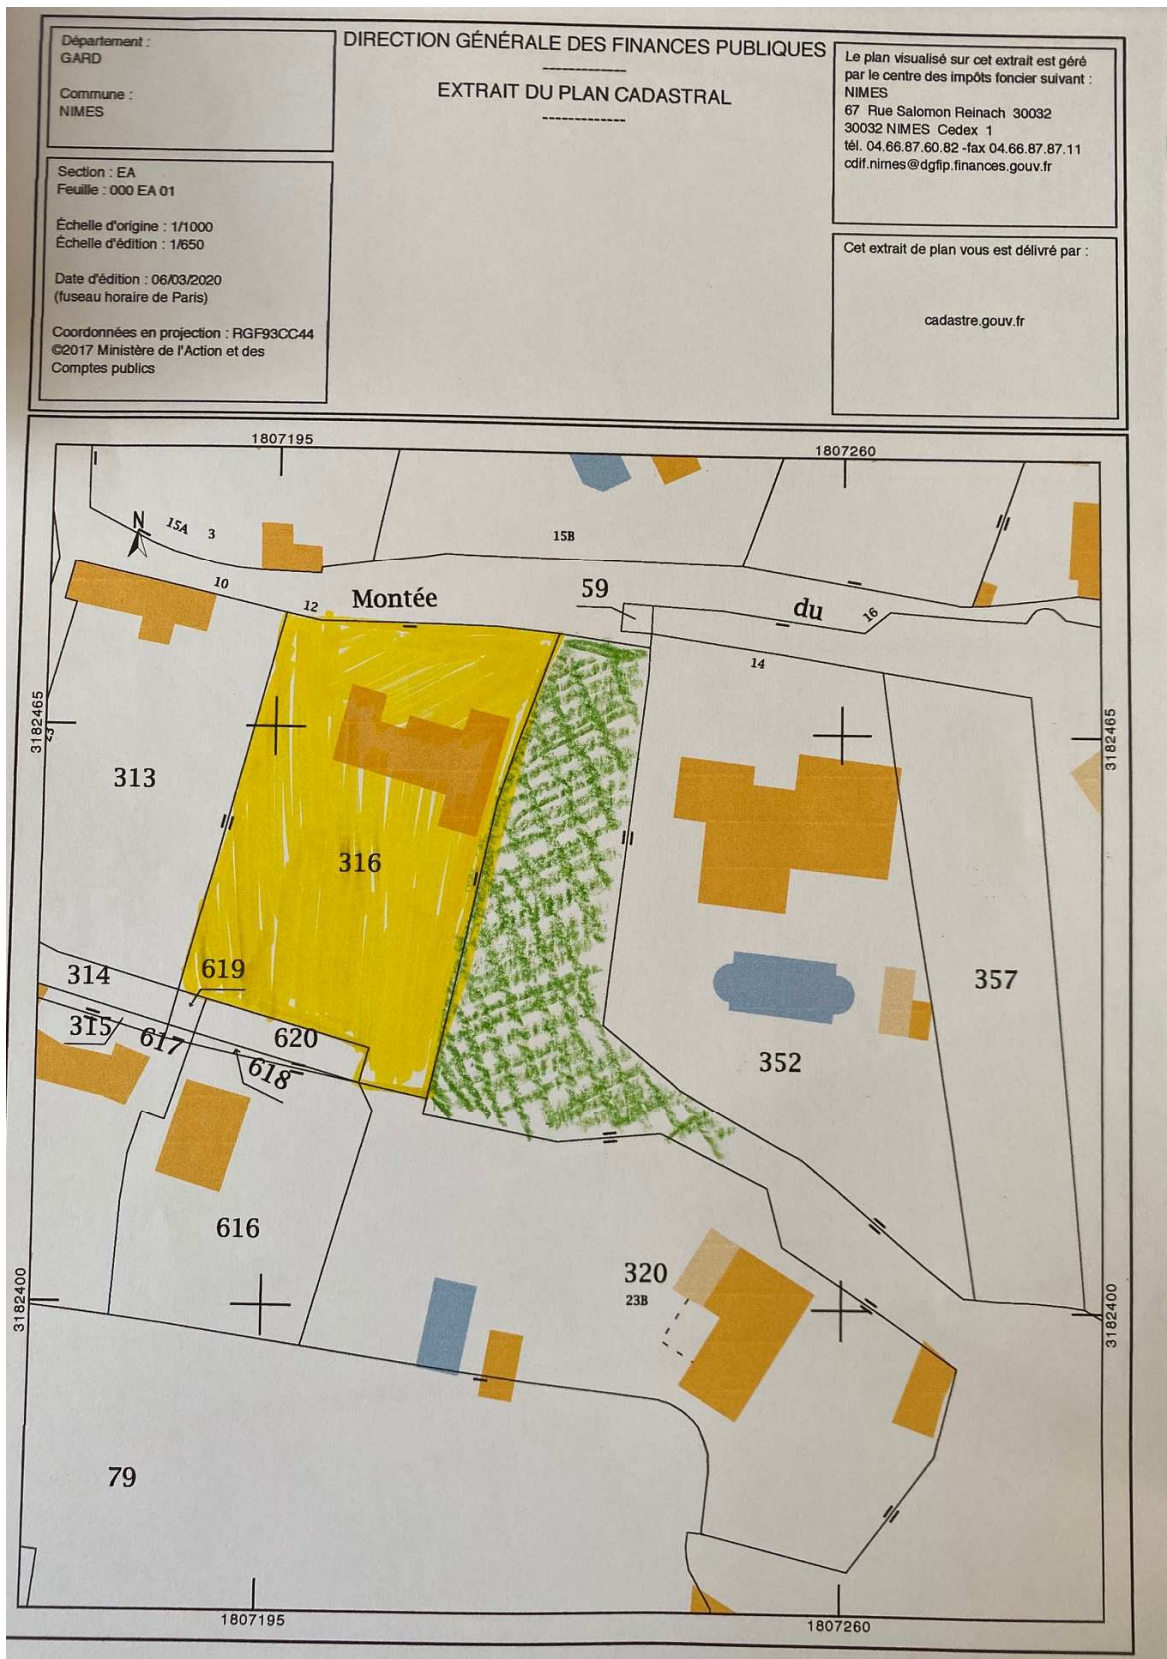 Département :
GARD
Commune :
NIMES
Section : EA
Feuille : 000 EA 01
Échelle d'origine : 1/1000
Échelle d'édition : 1/650
Date d'édition : 06/03/2020
(fuseau horaire de Paris)
Coordonnées en projection : RGF93CC44
©2017 Ministère de l'Action et des
Comptes publics
DIRECTION GÉNÉRALE DES FINANCES PUBLIQUES
-------------
EXTRAIT DU PLAN CADASTRAL
-------------
Le plan visualisé sur cet extrait est géré
par le centre des impôts foncier suivant :
NIMES
67 Rue Salomon Reinach 30032
30032 NIMES Cedex 1
tél. 04.66.87.60.82 -fax 04.66.87.87.11
cdif.nimes@dgfip.finances.gouv.fr
Cet extrait de plan vous est délivré par :
cadastre.gouv.fr
1807195
1807260
N
15A
3
15B
10
12
Montée
59
du
16
14
3182465
23
3182465
313
316
314
619
315
617
620
618
352
357
616
320
23B
3182400
3182400
79
1807195
1807260